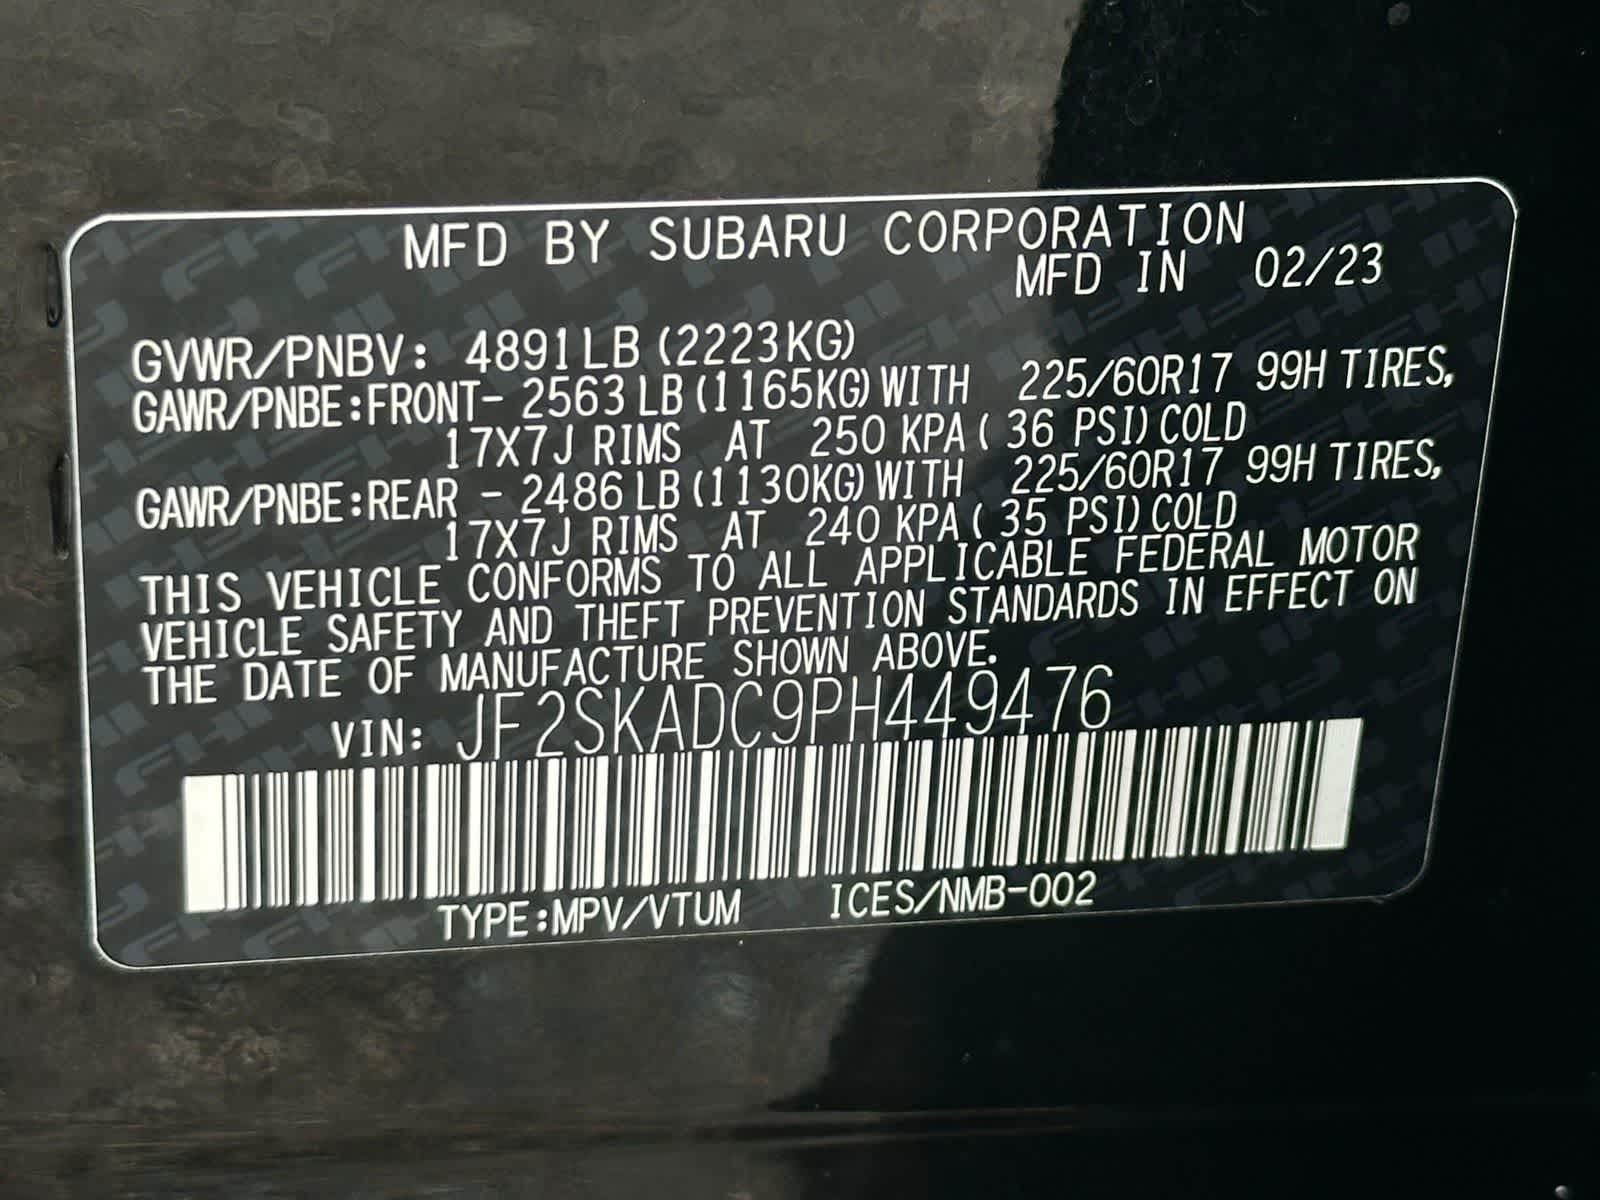 MFD BY SUBARU CORPORATION
MFD IN 02/23
GVWR/PNBV: 4891LB (2223KG)
GAWR/PNBE:FRONT- 2563 LB (1165KG) WITH 225/60R17 99H TIRES,
17X7J RIMS AT 250 KPA ( 36 PSI) COLD
GAWR/PNBE:REAR - 2486 LB (1130KG) WITH 225/60R17 99H TIRES,
17X7J RIMS AT 240 KPA ( 35 PSI) COLD
THIS VEHICLE CONFORMS TO ALL APPLICABLE FEDERAL MOTOR
VEHICLE SAFETY AND THEFT PREVENTION STANDARDS IN EFFECT ON
THE DATE OF MANUFACTURE SHOWN ABOVE.
VIN: JF2SKADC9PH449476
TYPE:MPV/VTUM ICES/NMB-002